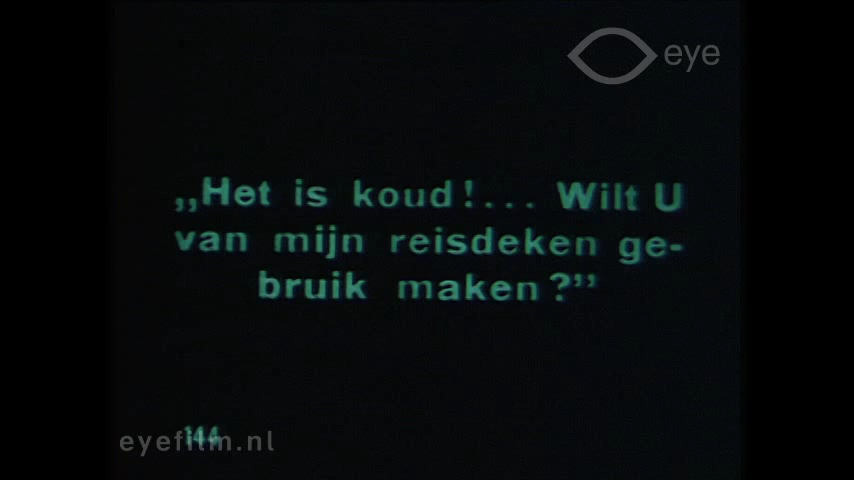 eye
„Het is koud!... Wilt U
van mijn reisdeken ge-
bruik maken?”
144
eyefilm.nl